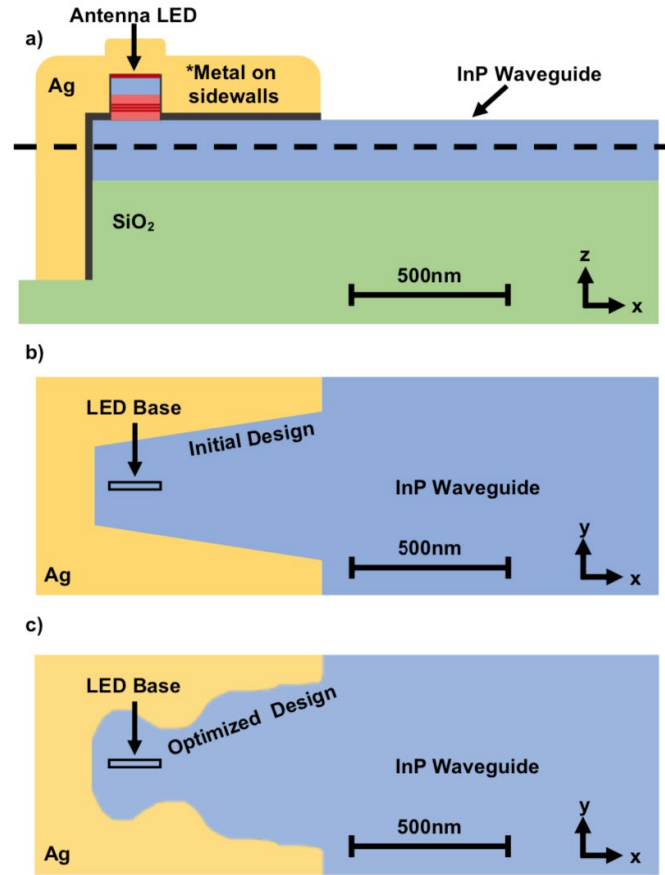 Antenna LED
a)
Ag
*Metal on
sidewalls
InP Waveguide
SiO₂
500nm
z
x
b)
LED Base
Initial Design
InP Waveguide
500nm
y
x
Ag
c)
LED Base
Optimized Design
InP Waveguide
500nm
y
x
Ag